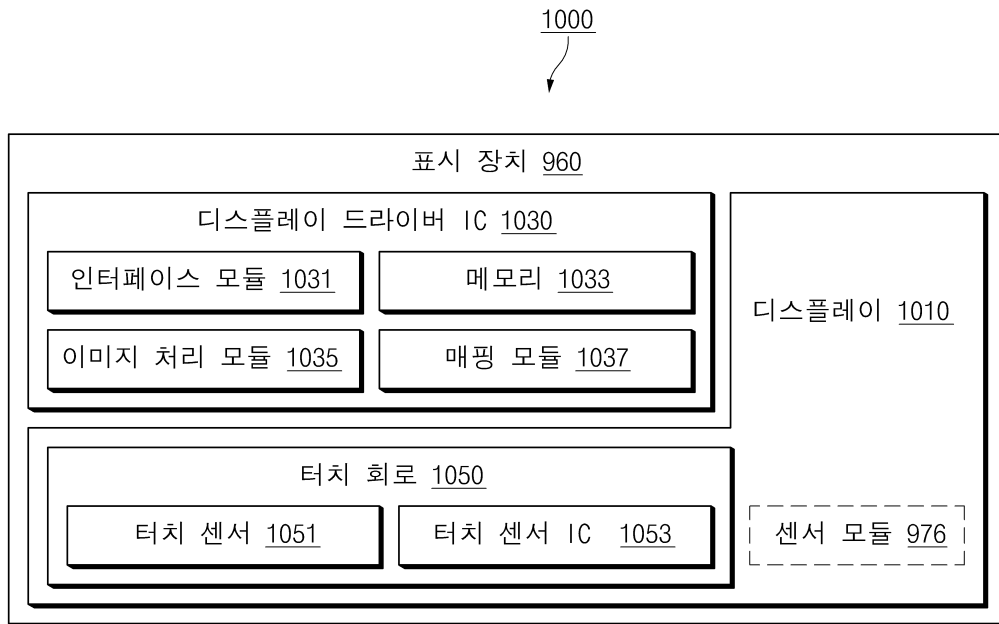 1000
표시 장치 960
디스플레이 드라이버 IC 1030
인터페이스 모듈 1031
메모리 1033
이미지 처리 모듈 1035
매핑 모듈 1037
디스플레이 1010
터치 회로 1050
터치 센서 1051
터치 센서 IC 1053
센서 모듈 976